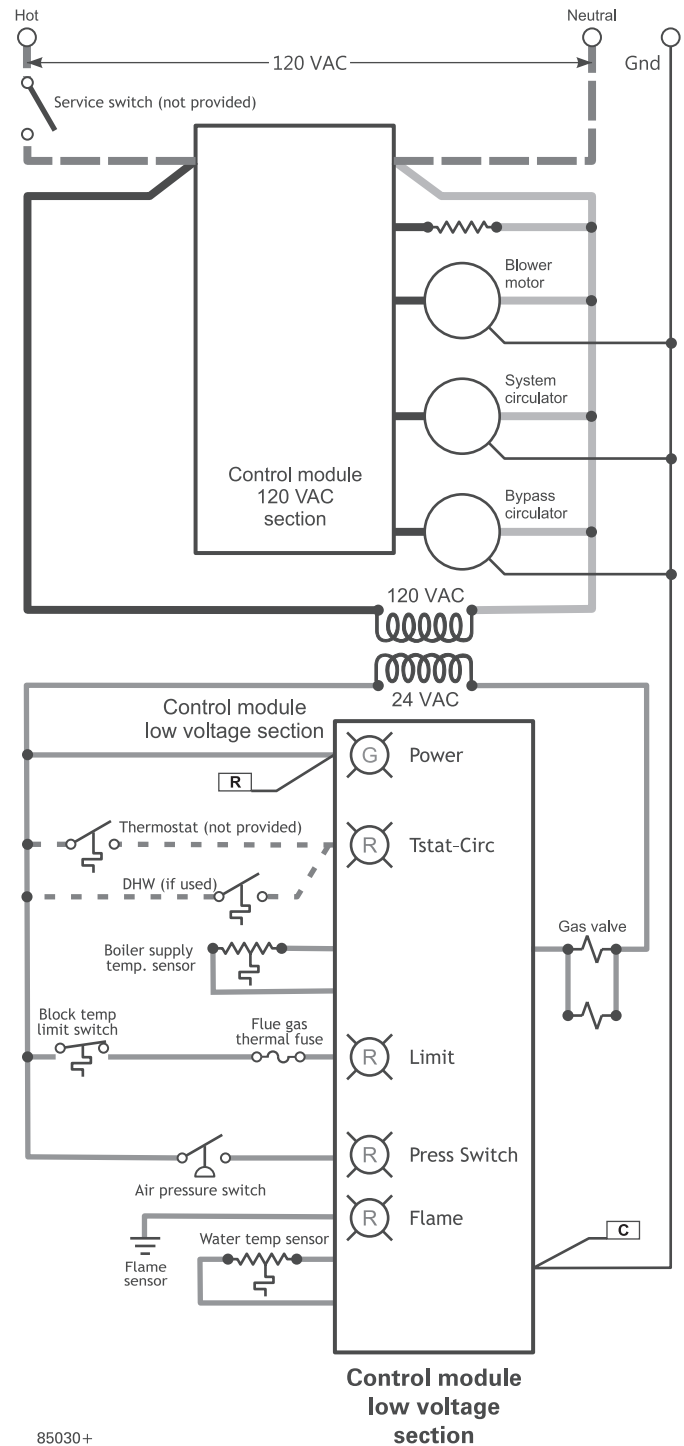 Hot
Neutral
120 VAC
Gnd
Service switch (not provided)
Blower
motor
System
circulator
Control module
120 VAC
section
Bypass
circulator
120 VAC
24 VAC
Control module
low voltage section
G
Power
R
Thermostat (not provided)
R
Tstat-Circ
DHW (if used)
Gas valve
Boiler supply
temp. sensor
Block temp
limit switch
Flue gas
thermal fuse
R
Limit
R
Press Switch
Air pressure switch
R
Flame
Water temp sensor
C
Flame
sensor
Control module
low voltage
section
85030+